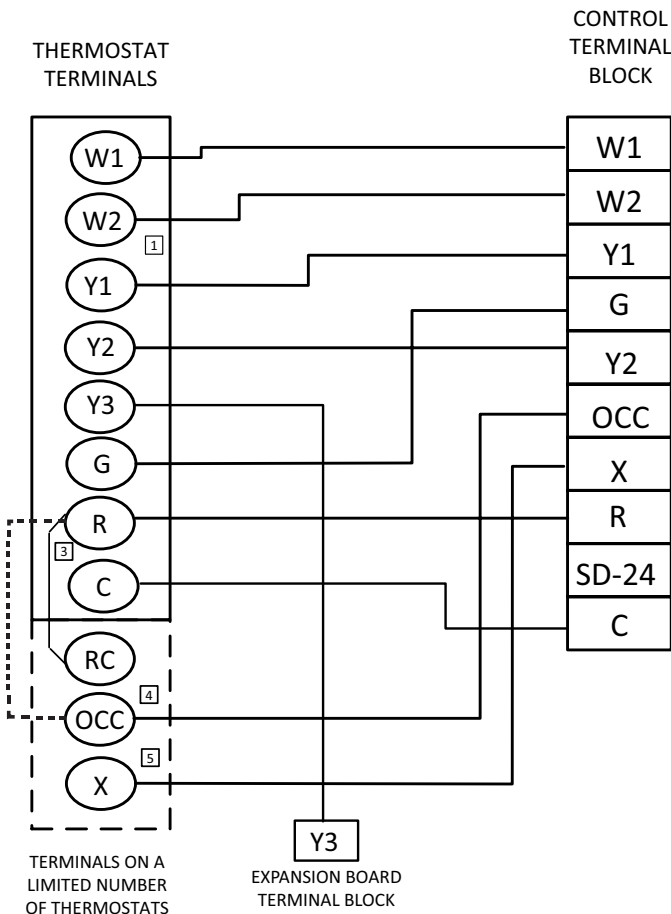 THERMOSTAT
TERMINALS
W1
W2
1
Y1
Y2
Y3
G
R
3
C
RC
4
OCC
5
X
TERMINALS ON A
LIMITED NUMBER
OF THERMOSTATS
Y3
EXPANSION BOARD
TERMINAL BLOCK
CONTROL
TERMINAL
BLOCK
W1
W2
Y1
G
Y2
OCC
X
R
SD-24
C